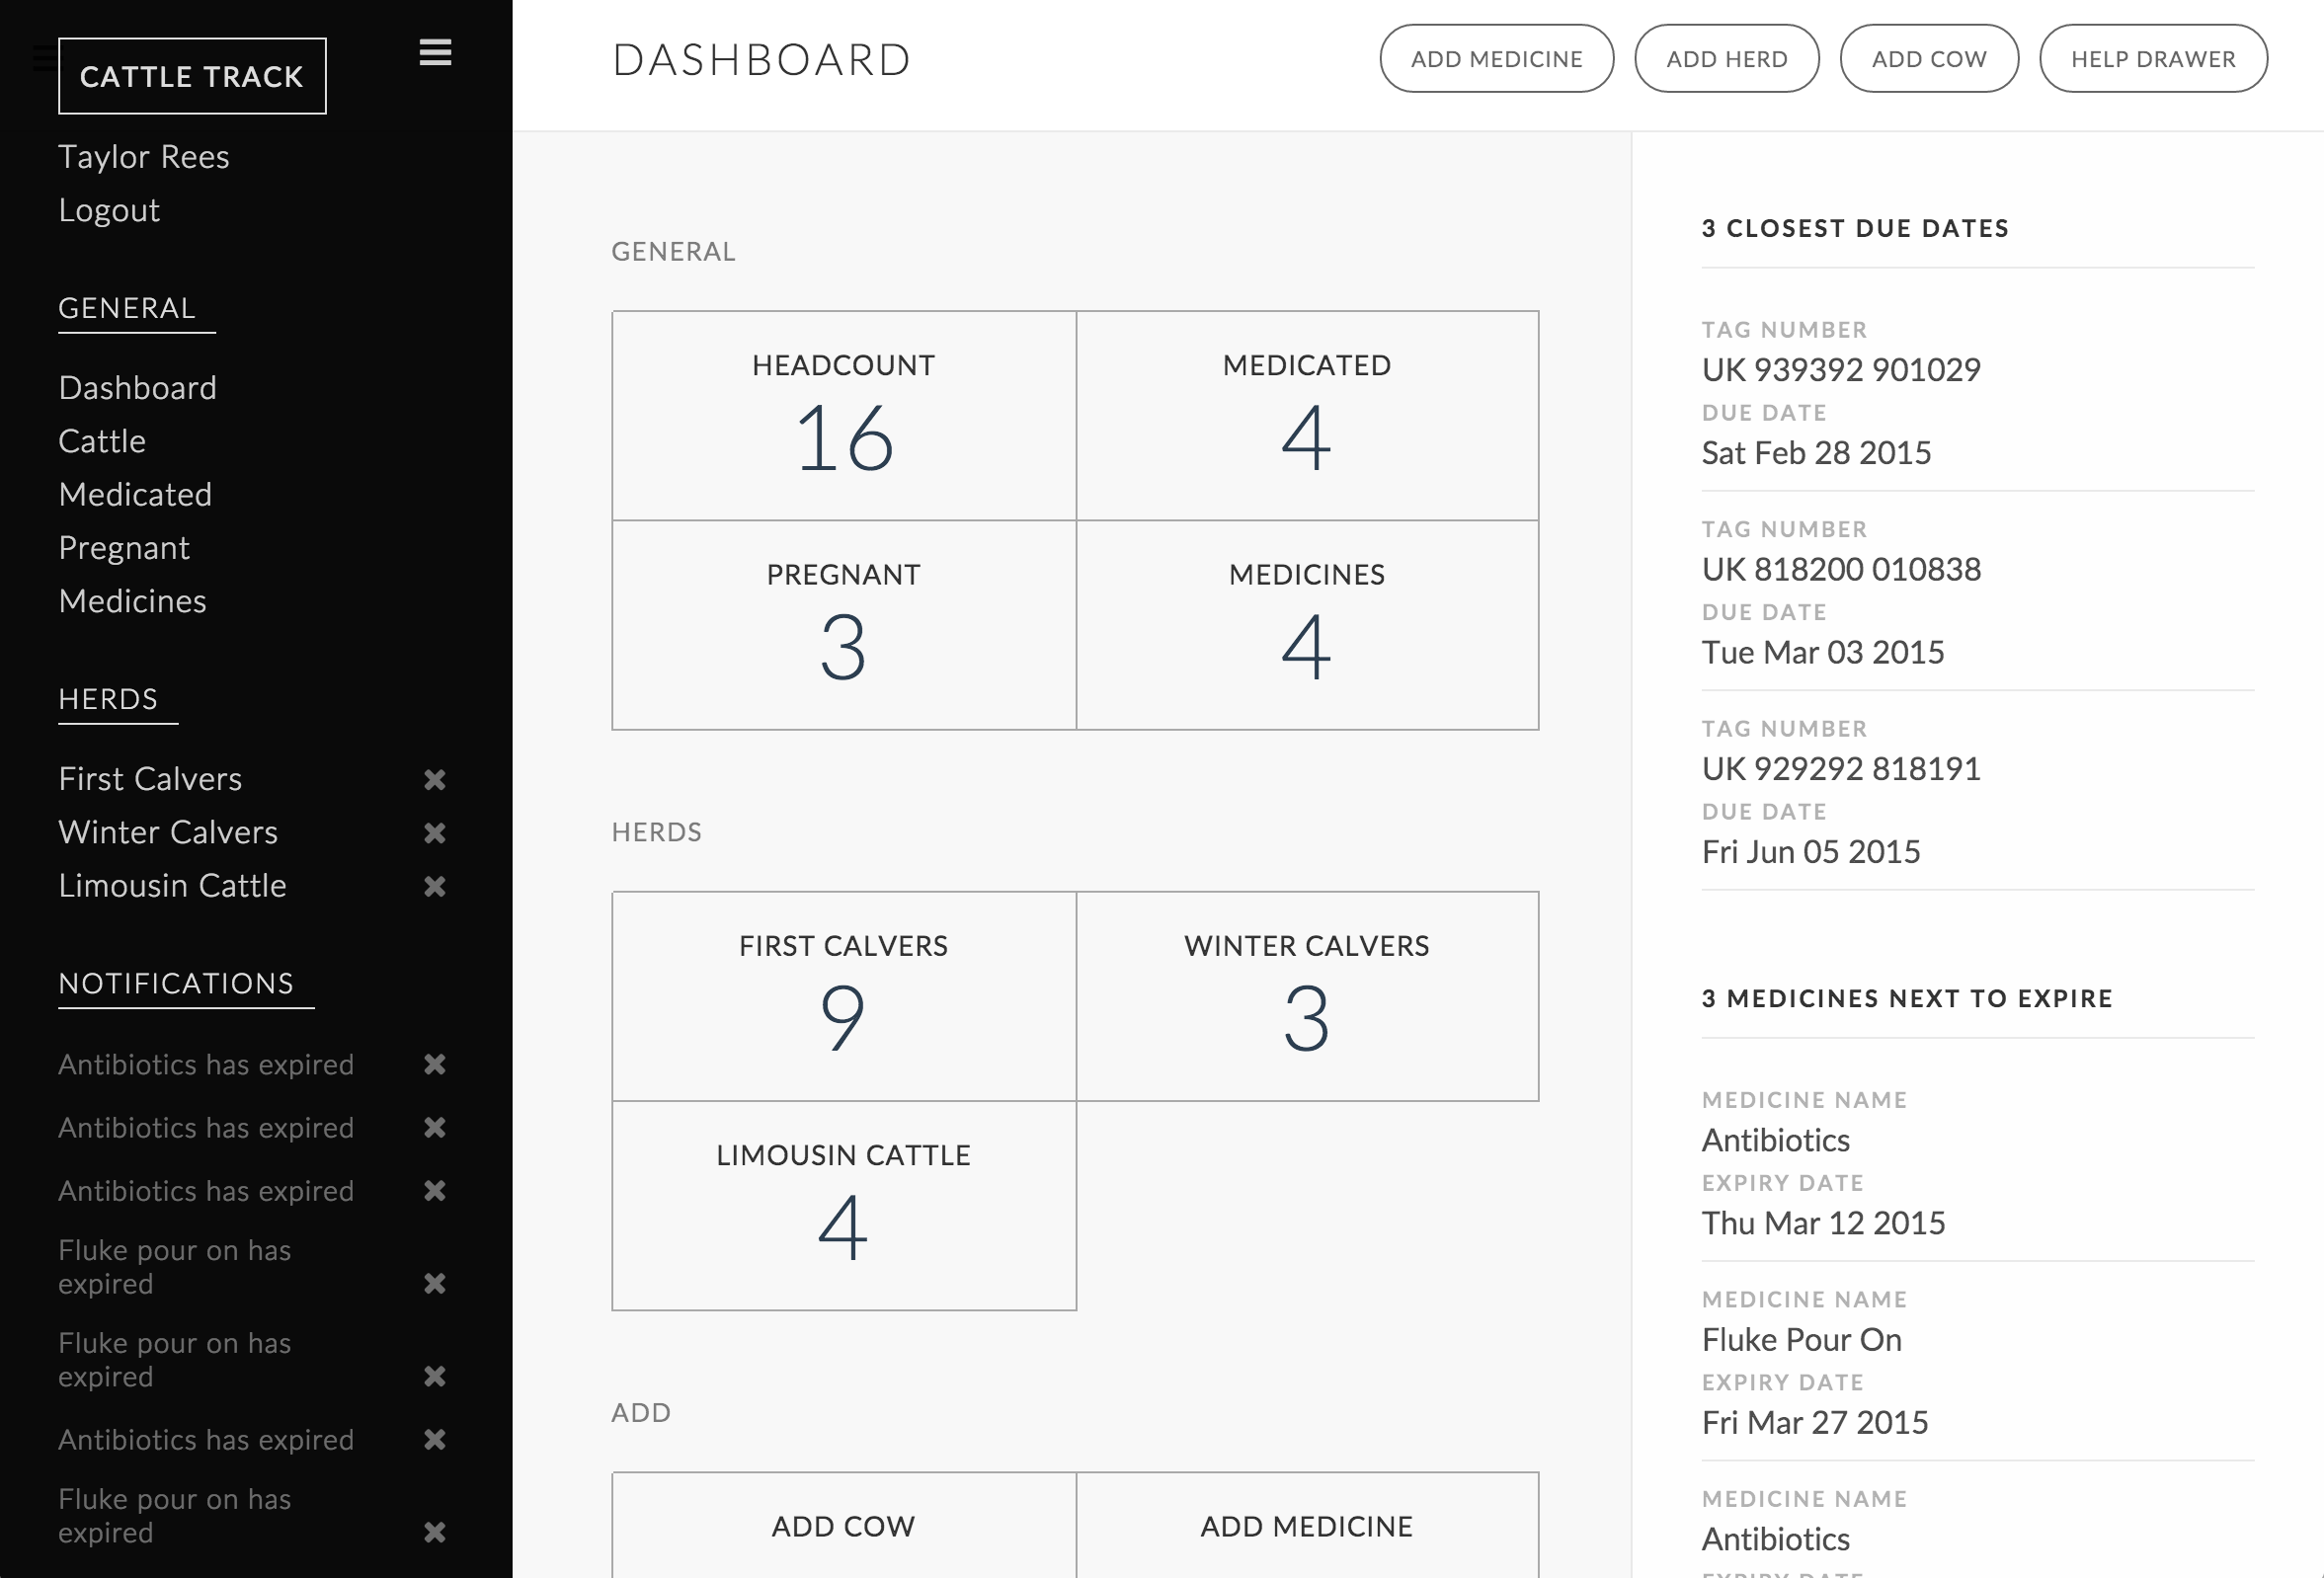 CATTLE TRACK
Taylor Rees
Logout
GENERAL
Dashboard
Cattle
Medicated
Pregnant
Medicines
HERDS
First Calvers
Winter Calvers
Limousin Cattle
NOTIFICATIONS
Antibiotics has expired
Antibiotics has expired
Antibiotics has expired
Fluke pour on has
expired
Fluke pour on has
expired
Antibiotics has expired
Fluke pour on has
expired
DASHBOARD
ADD MEDICINE
ADD HERD
ADD COW
HELP DRAWER
GENERAL
HEADCOUNT
16
MEDICATED
4
PREGNANT
3
MEDICINES
4
HERDS
FIRST CALVERS
9
WINTER CALVERS
3
LIMOUSIN CATTLE
4
ADD
ADD COW
ADD MEDICINE
3 CLOSEST DUE DATES
TAG NUMBER
UK 939392 901029
DUE DATE
Sat Feb 28 2015
TAG NUMBER
UK 818200 010838
DUE DATE
Tue Mar 03 2015
TAG NUMBER
UK 929292 818191
DUE DATE
Fri Jun 05 2015
3 MEDICINES NEXT TO EXPIRE
MEDICINE NAME
Antibiotics
EXPIRY DATE
Thu Mar 12 2015
MEDICINE NAME
Fluke Pour On
EXPIRY DATE
Fri Mar 27 2015
MEDICINE NAME
Antibiotics
EXPIRY DATE